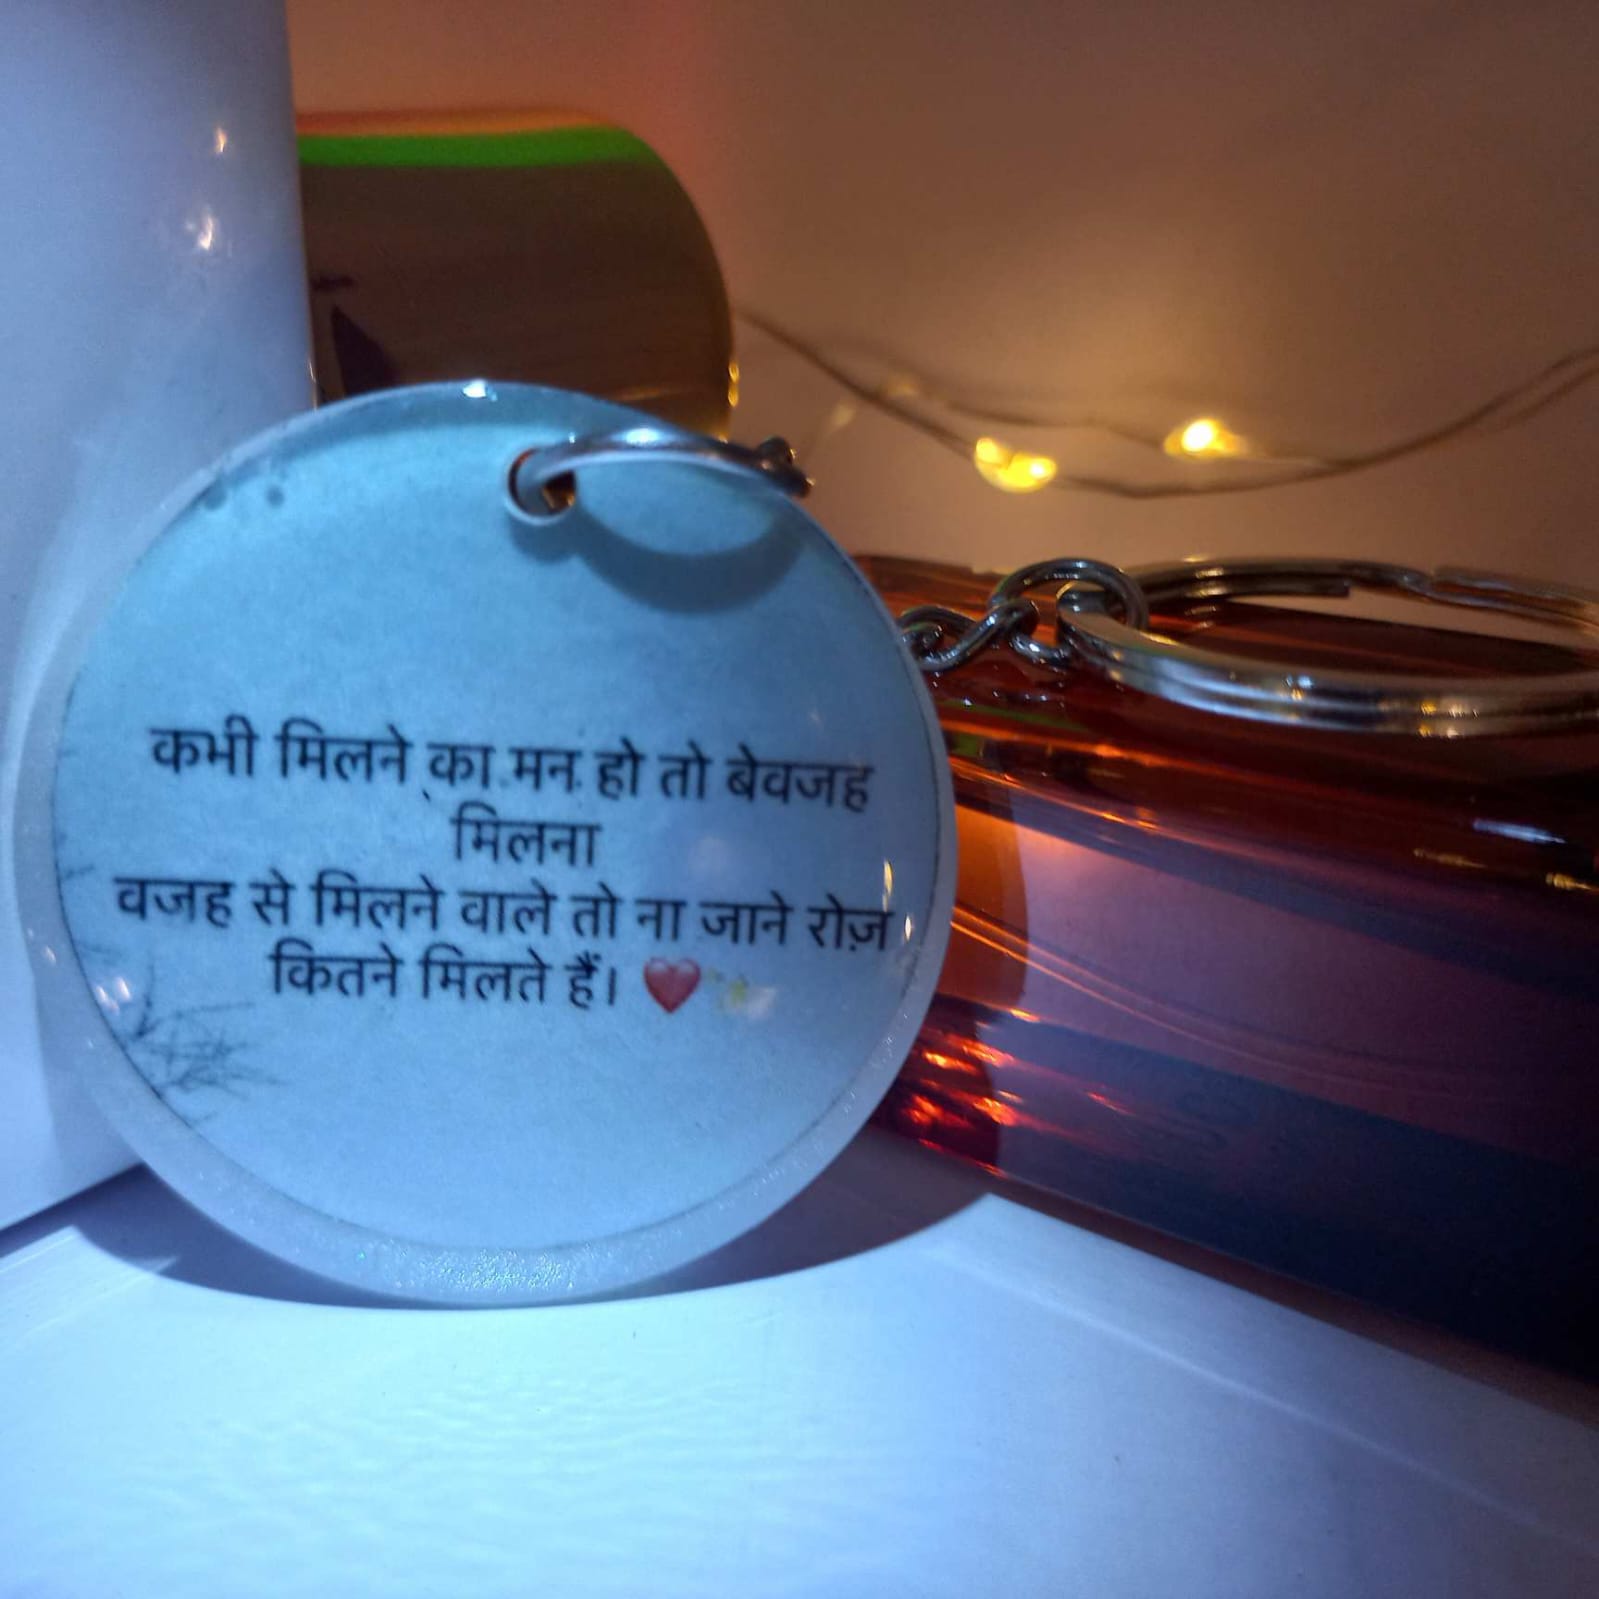 कभी मिलने का मन हो तो बेवजह
मिलना
वजह से मिलने वाले तो ना जाने रोज़
कितने मिलते हैं। ❤️✨